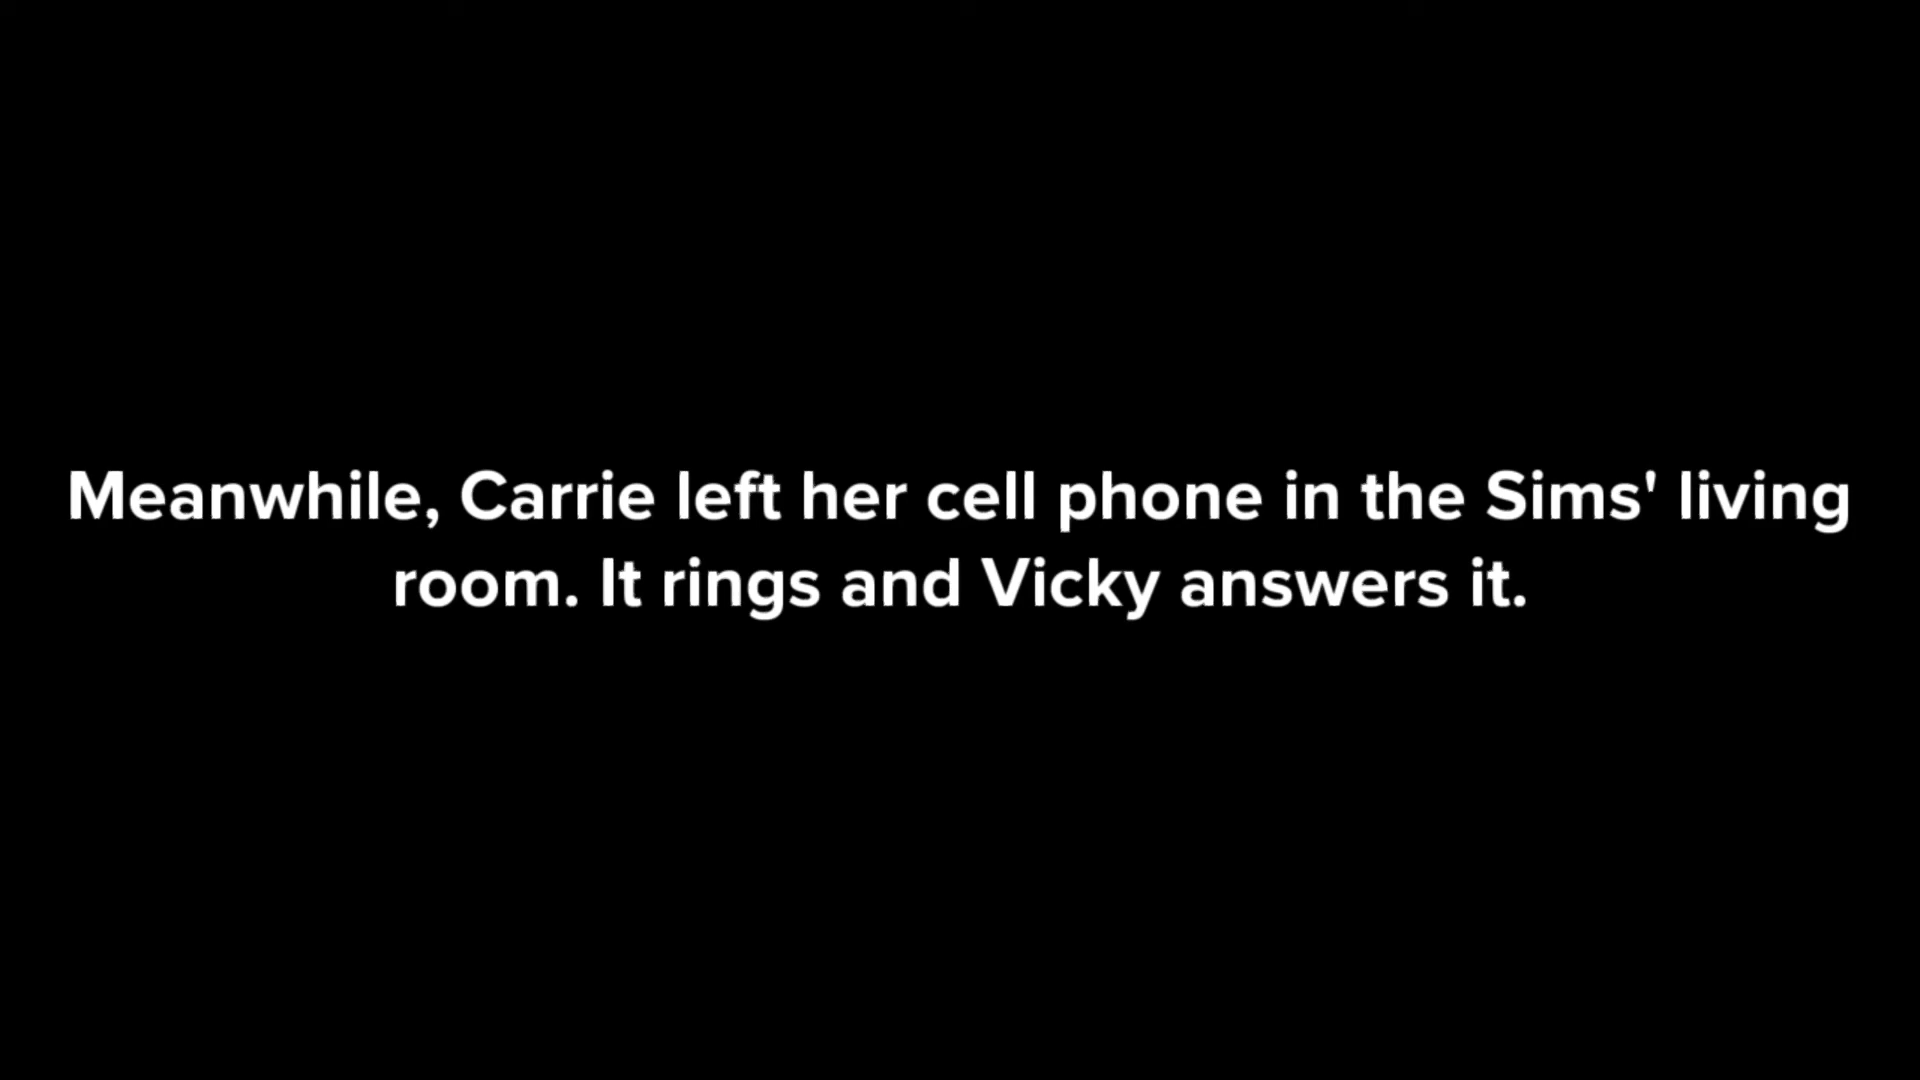 Meanwhile, Carrie left her cell phone in the Sims' living
room. It rings and Vicky answers it.